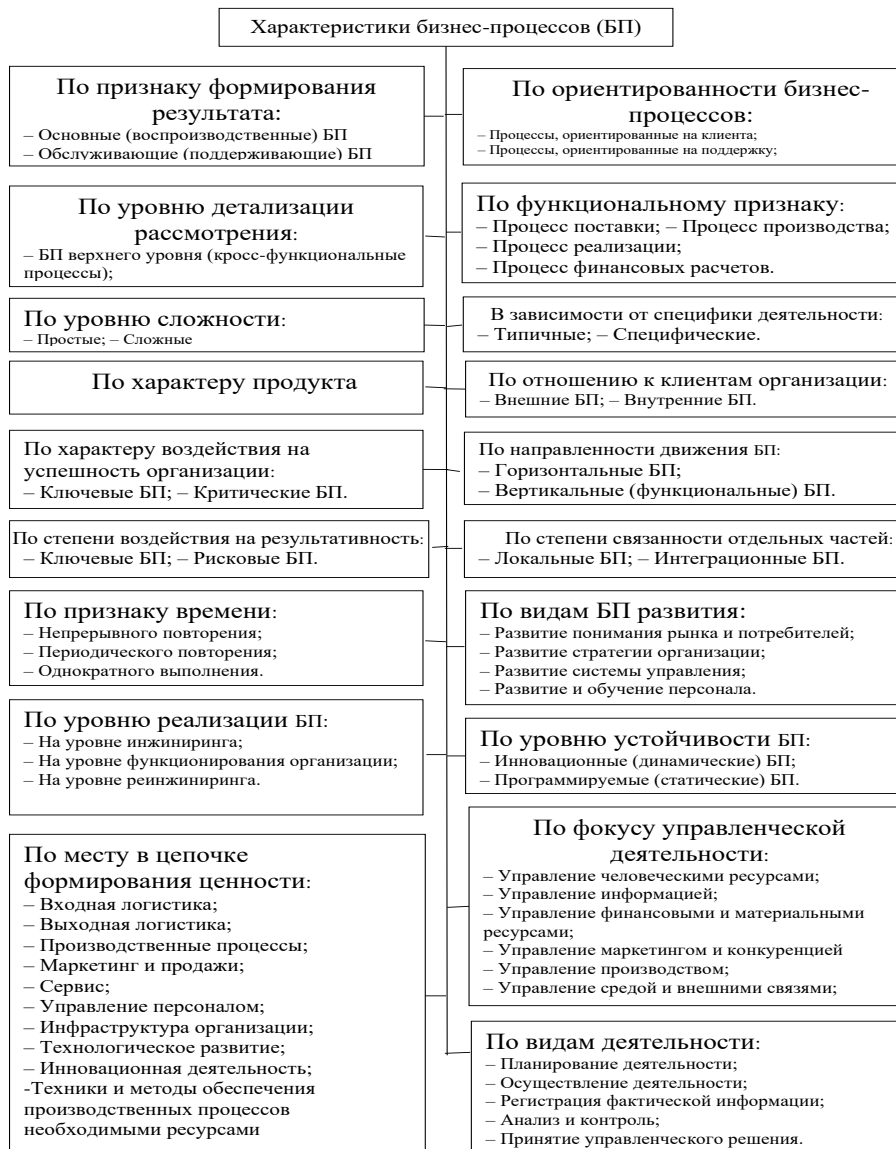 Характеристики бизнес-процессов (БП)
По признаку формирования
результата:
– Основные (воспроизводственные) БП
– Обслуживающие (поддерживающие) БП
По ориентированности бизнес-
процессов:
– Процессы, ориентированные на клиента;
– Процессы, ориентированные на поддержку;
По уровню детализации
рассмотрения:
– БП верхнего уровня (кросс-функциональные
процессы);
По функциональному признаку:
– Процесс поставки; – Процесс производства;
– Процесс реализации;
– Процесс финансовых расчетов.
По уровню сложности:
– Простые; – Сложные
В зависимости от специфики деятельности:
– Типичные; – Специфические.
По характеру продукта
По отношению к клиентам организации:
– Внешние БП; – Внутренние БП.
По характеру воздействия на
успешность организации:
– Ключевые БП; – Критические БП.
По направленности движения БП:
– Горизонтальные БП;
– Вертикальные (функциональные) БП.
По степени воздействия на результативность:
– Ключевые БП; – Рисковые БП.
По степени связанности отдельных частей:
– Локальные БП; – Интеграционные БП.
По признаку времени:
– Непрерывного повторения;
– Периодического повторения;
– Однократного выполнения.
По видам БП развития:
– Развитие понимания рынка и потребителей;
– Развитие стратегии организации;
– Развитие системы управления;
– Развитие и обучение персонала.
По уровню реализации БП:
– На уровне инжиниринга;
– На уровне функционирования организации;
– На уровне реинжиниринга.
По уровню устойчивости БП:
– Инновационные (динамические) БП;
– Программируемые (статические) БП.
По месту в цепочке
формирования ценности:
– Входная логистика;
– Выходная логистика;
– Производственные процессы;
– Маркетинг и продажи;
– Сервис;
– Управление персоналом;
– Инфраструктура организации;
– Технологическое развитие;
– Инновационная деятельность;
-Техники и методы обеспечения
производственных процессов
необходимыми ресурсами
По фокусу управленческой
деятельности:
– Управление человеческими ресурсами;
– Управление информацией;
– Управление финансовыми и материальными
ресурсами;
– Управление маркетингом и конкуренцией
– Управление производством;
– Управление средой и внешними связями;
По видам деятельности:
– Планирование деятельности;
– Осуществление деятельности;
– Регистрация фактической информации;
– Анализ и контроль;
– Принятие управленческого решения.